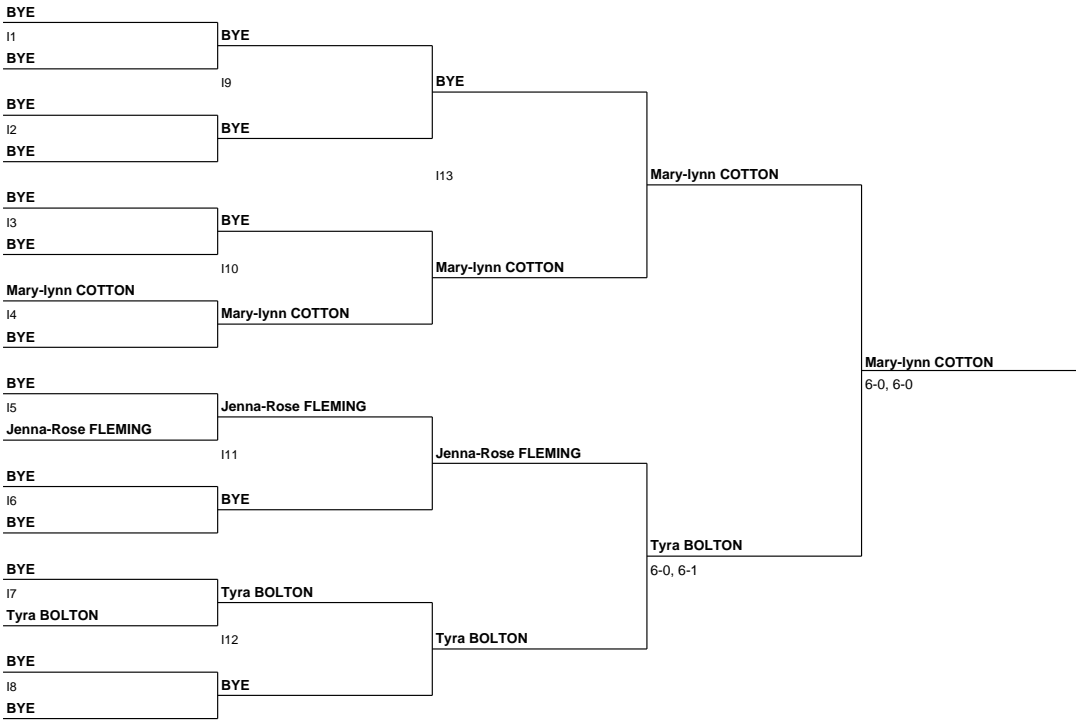 BYE
I1
BYE
BYE
I9
BYE
BYE
I2
BYE
BYE
I13
Mary-lynn COTTON
BYE
I3
BYE
BYE
I10
Mary-lynn COTTON
Mary-lynn COTTON
I4
Mary-lynn COTTON
BYE
Mary-lynn COTTON
6-0, 6-0
BYE
I5
Jenna-Rose FLEMING
Jenna-Rose FLEMING
I11
Jenna-Rose FLEMING
BYE
I6
BYE
BYE
Tyra BOLTON
6-0, 6-1
BYE
I7
Tyra BOLTON
Tyra BOLTON
I12
Tyra BOLTON
BYE
I8
BYE
BYE